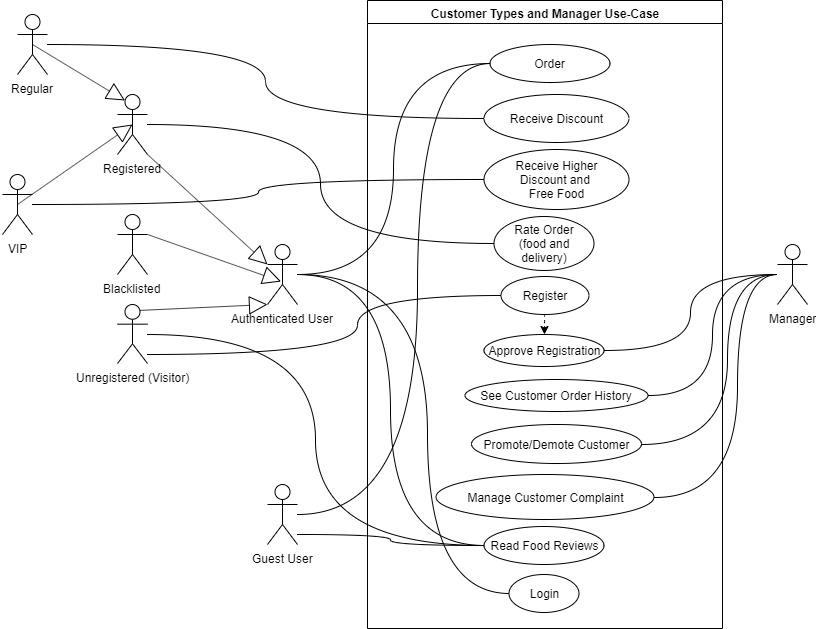 Customer Types and Manager Use-Case
Regular
Registered
VIP
Blacklisted
Authenticated User
Unregistered (Visitor)
Guest User
Order
Receive Discount
Receive Higher
Discount and
Free Food
Rate Order
(food and
delivery)
Register
Approve Registration
See Customer Order History
Promote/Demote Customer
Manage Customer Complaint
Read Food Reviews
Login
Manager